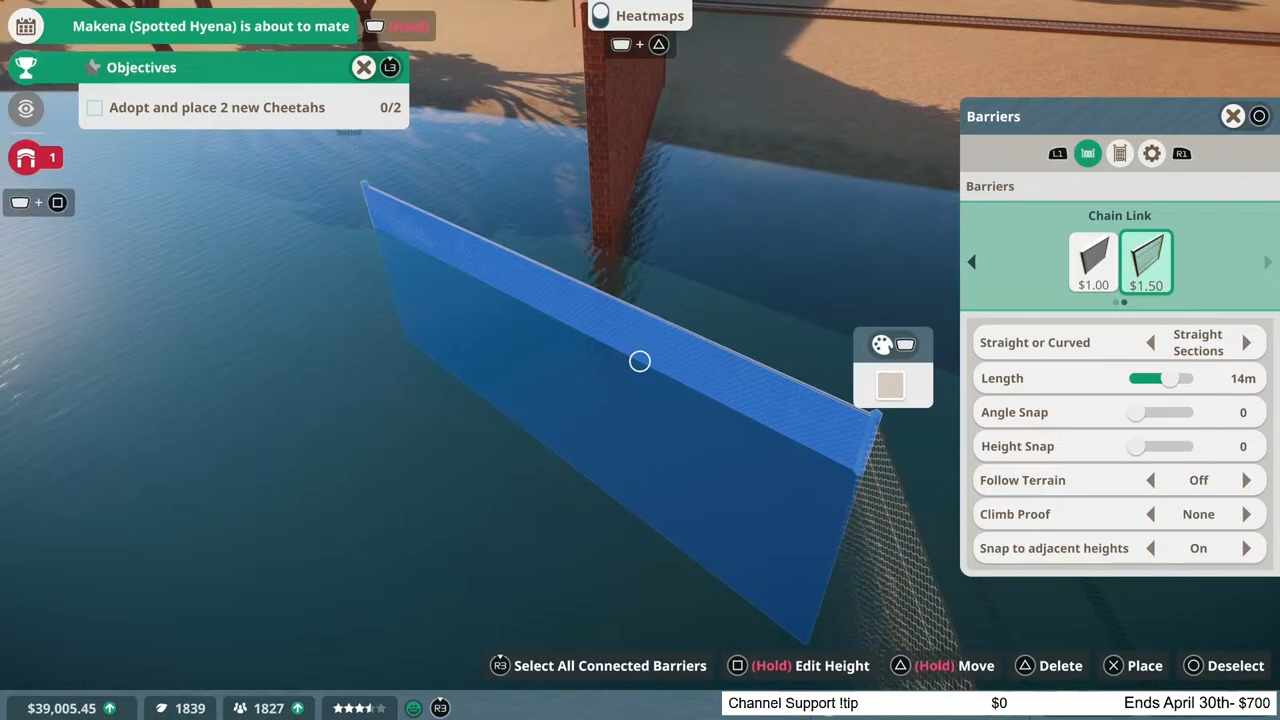 Makena (Spotted Hyena) is about to mate
(Hold)
Heatmaps
+
Objectives
L3
Adopt and place 2 new Cheetahs 0/2
1
+
Barriers
L1 R1
Barriers
Chain Link
$1.00 $1.50
Straight or Curved Straight Sections
Length 14m
Angle Snap 0
Height Snap 0
Follow Terrain Off
Climb Proof None
Snap to adjacent heights On
R3 Select All Connected Barriers (Hold) Edit Height (Hold) Move Delete Place Deselect
$39,005.45 1839 1827 R3
Channel Support !tip $0 Ends April 30th- $700